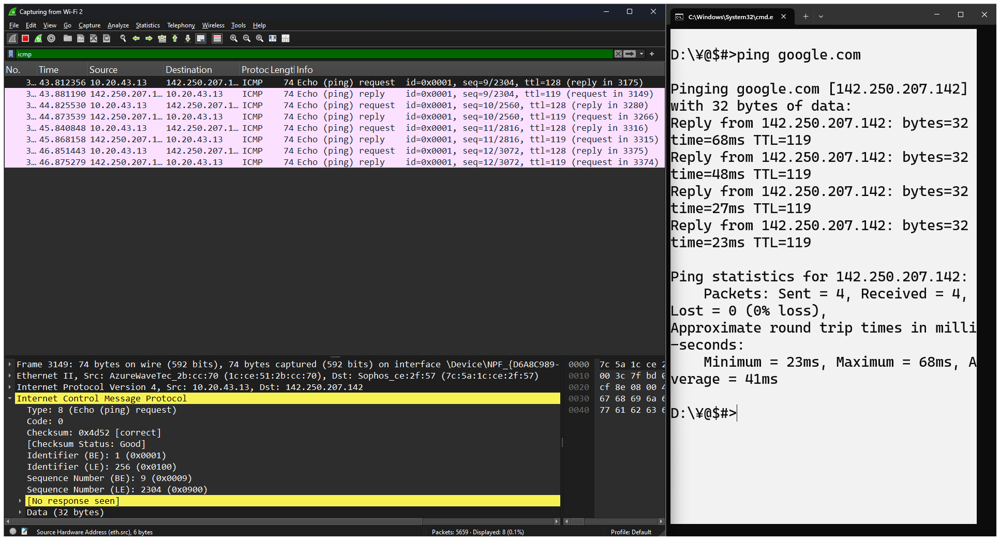 Capturing from Wi-Fi 2
File Edit View Go Capture Analyze Statistics Telephony Wireless Tools Help
icmp
No. Time Source Destination Protoc Lengtl Info
3… 43.812356 10.20.43.13 142.250.207.1… ICMP 74 Echo (ping) request id=0x0001, seq=9/2304, ttl=128 (reply in 3175)
3… 43.881190 142.250.207.1… 10.20.43.13 ICMP 74 Echo (ping) reply id=0x0001, seq=9/2304, ttl=119 (request in 3149)
3… 44.825530 10.20.43.13 142.250.207.1… ICMP 74 Echo (ping) request id=0x0001, seq=10/2560, ttl=128 (reply in 3280)
3… 44.873539 142.250.207.1… 10.20.43.13 ICMP 74 Echo (ping) reply id=0x0001, seq=10/2560, ttl=119 (request in 3266)
3… 45.840848 10.20.43.13 142.250.207.1… ICMP 74 Echo (ping) request id=0x0001, seq=11/2816, ttl=128 (reply in 3316)
3… 45.868158 142.250.207.1… 10.20.43.13 ICMP 74 Echo (ping) reply id=0x0001, seq=11/2816, ttl=119 (request in 3315)
3… 46.851443 10.20.43.13 142.250.207.1… ICMP 74 Echo (ping) request id=0x0001, seq=12/3072, ttl=128 (reply in 3375)
3… 46.875279 142.250.207.1… 10.20.43.13 ICMP 74 Echo (ping) reply id=0x0001, seq=12/3072, ttl=119 (request in 3374)
Frame 3149: 74 bytes on wire (592 bits), 74 bytes captured (592 bits) on interface \Device\NPF_{D6A8C989-
Ethernet II, Src: AzureWaveTec_2b:cc:70 (1c:ce:51:2b:cc:70), Dst: Sophos_ce:2f:57 (7c:5a:1c:ce:2f:57)
Internet Protocol Version 4, Src: 10.20.43.13, Dst: 142.250.207.142
Internet Control Message Protocol
Type: 8 (Echo (ping) request)
Code: 0
Checksum: 0x4d52 [correct]
[Checksum Status: Good]
Identifier (BE): 1 (0x0001)
Identifier (LE): 256 (0x0100)
Sequence Number (BE): 9 (0x0009)
Sequence Number (LE): 2304 (0x0900)
[No response seen]
Data (32 bytes)
0000 7c 5a 1c ce 2
0010 00 3c 7f bd
0020 cf 8e 08 00 4
0030 67 68 69 6a 6
0040 77 61 62 63 6
Source Hardware Address (eth.src), 6 bytes
Packets: 5659 · Displayed: 8 (0.1%)
Profile: Default
C:\Windows\System32\cmd.e
D:\¥@$#>ping google.com
Pinging google.com [142.250.207.142]
with 32 bytes of data:
Reply from 142.250.207.142: bytes=32
time=68ms TTL=119
Reply from 142.250.207.142: bytes=32
time=48ms TTL=119
Reply from 142.250.207.142: bytes=32
time=27ms TTL=119
Reply from 142.250.207.142: bytes=32
time=23ms TTL=119
Ping statistics for 142.250.207.142:
Packets: Sent = 4, Received = 4,
Lost = 0 (0% loss),
Approximate round trip times in milli
-seconds:
Minimum = 23ms, Maximum = 68ms, A
verage = 41ms
D:\¥@$#>